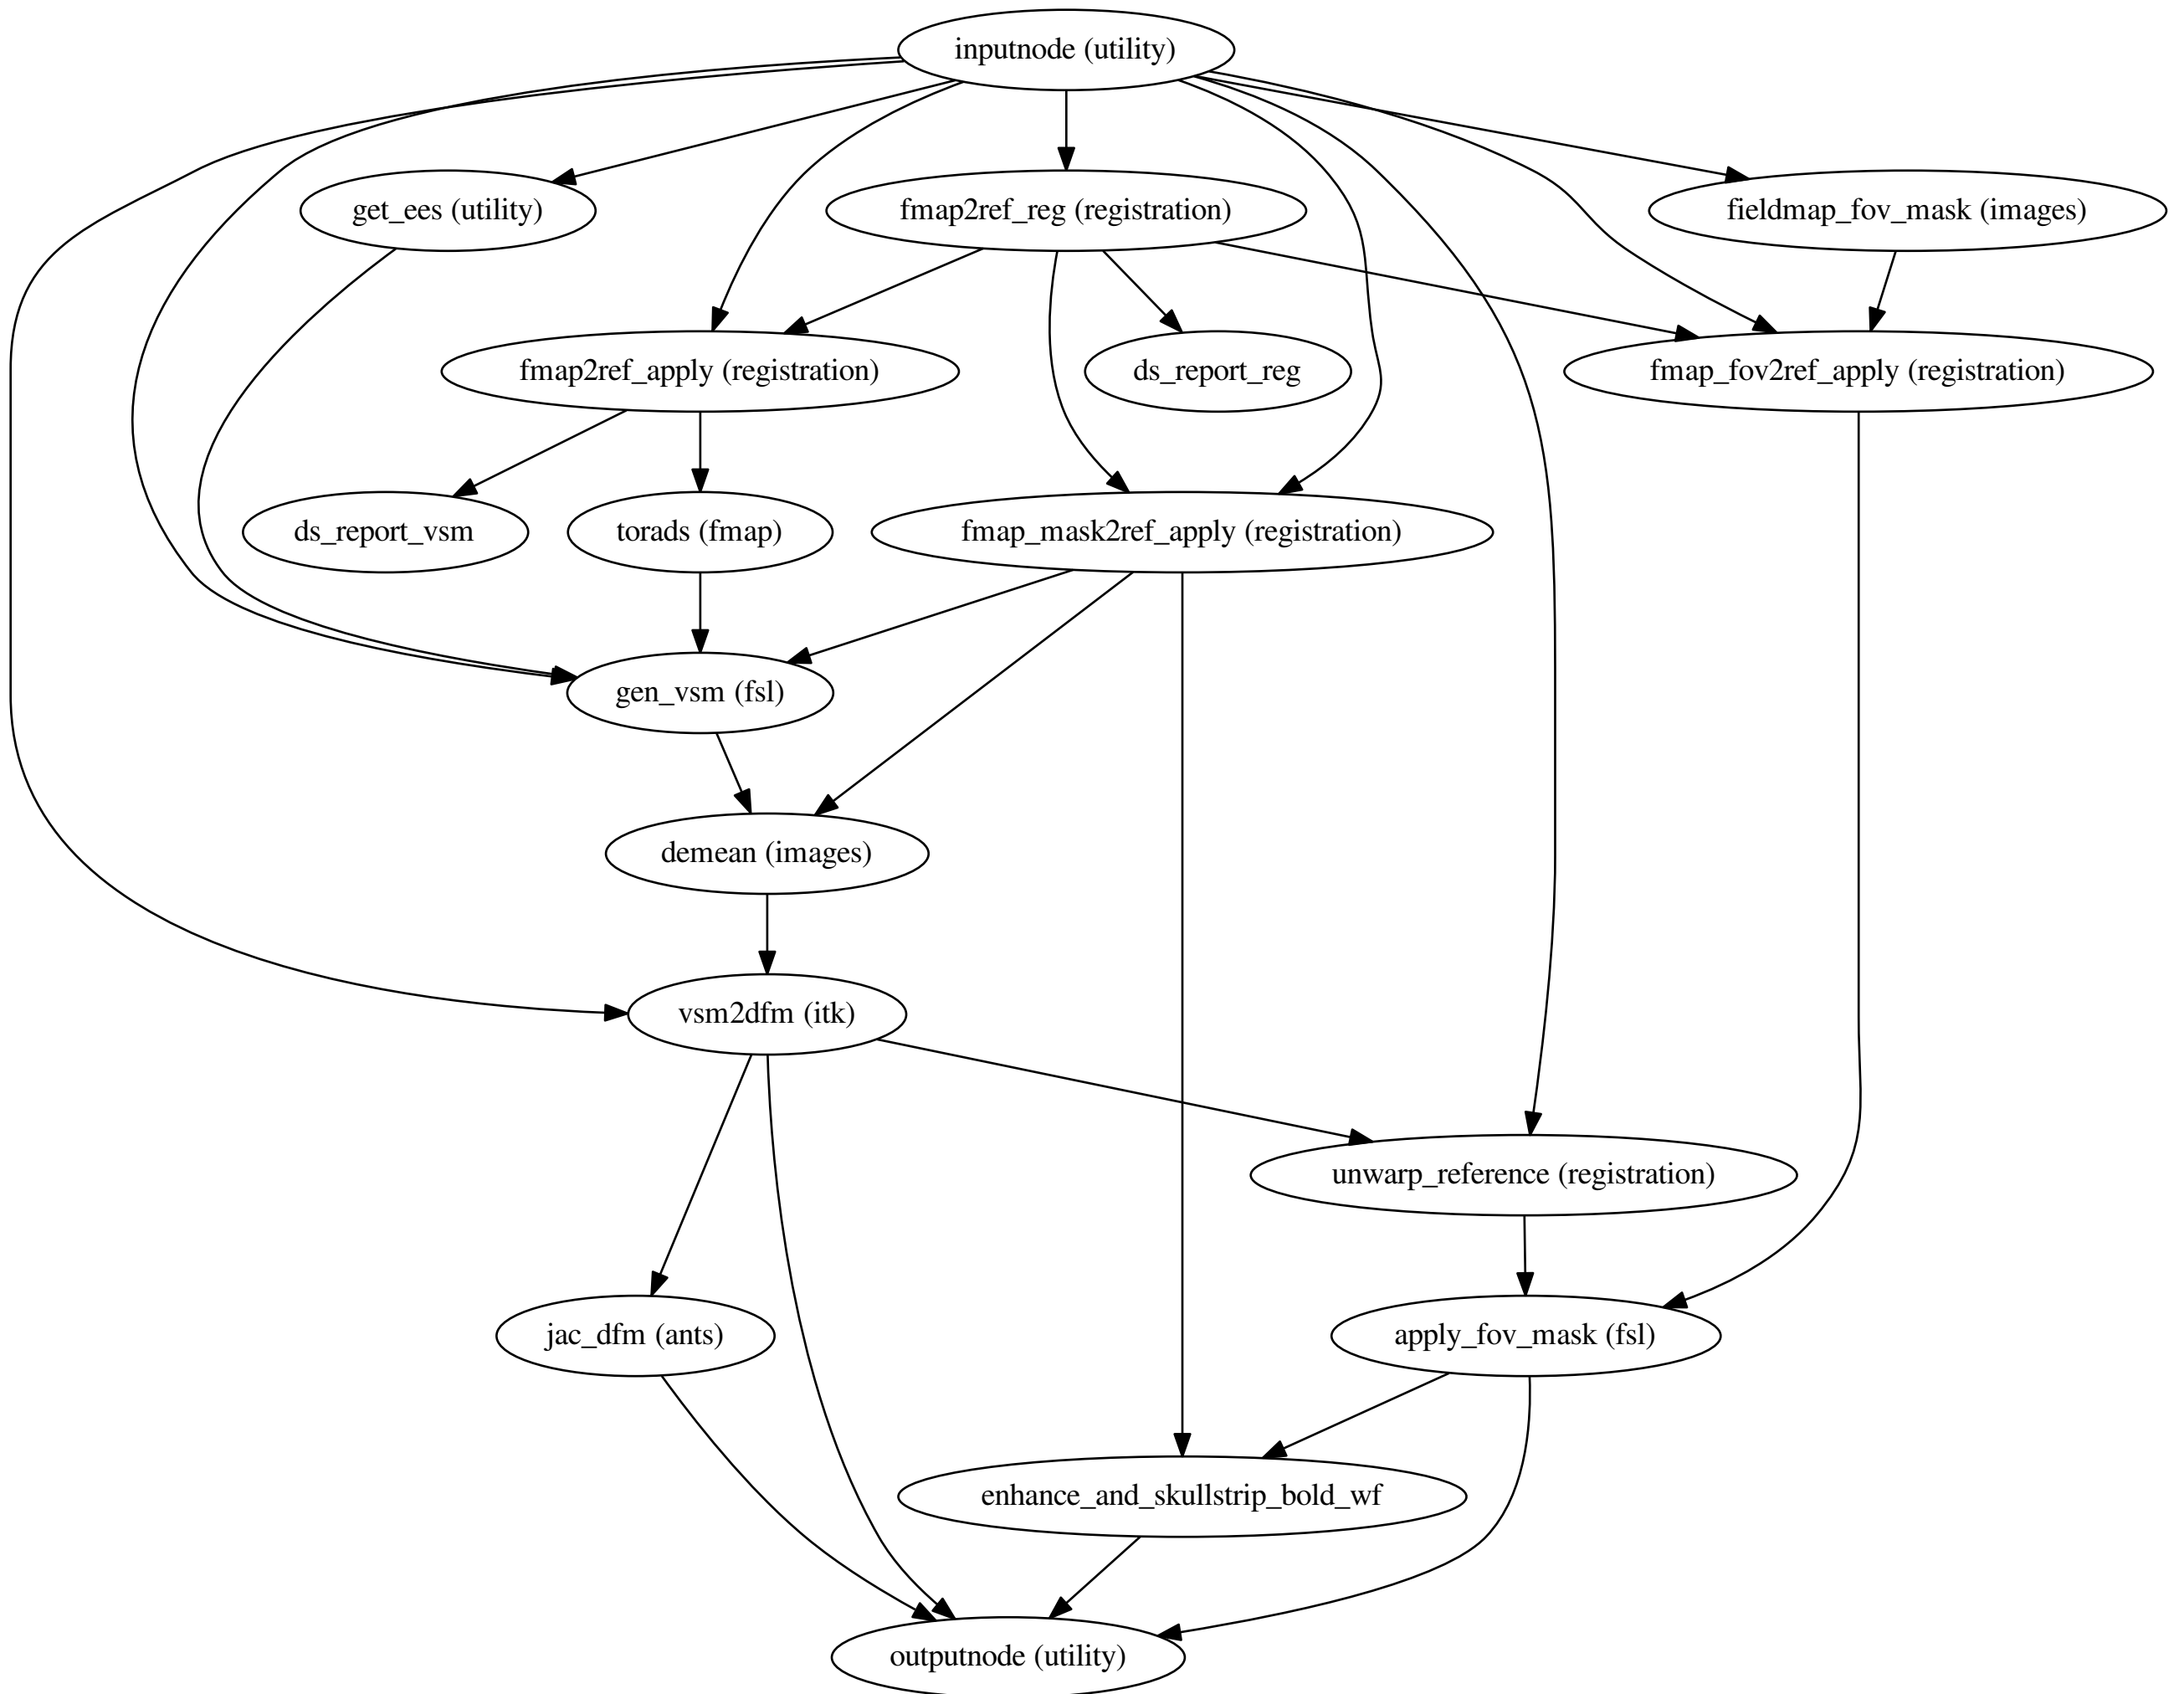 inputnode (utility)
get_ees (utility)
fmap2ref_reg (registration)
fieldmap_fov_mask (images)
fmap2ref_apply (registration)
ds_report_reg
fmap_fov2ref_apply (registration)
ds_report_vsm
torads (fmap)
fmap_mask2ref_apply (registration)
gen_vsm (fsl)
demean (images)
vsm2dfm (itk)
unwarp_reference (registration)
jac_dfm (ants)
apply_fov_mask (fsl)
enhance_and_skullstrip_bold_wf
outputnode (utility)